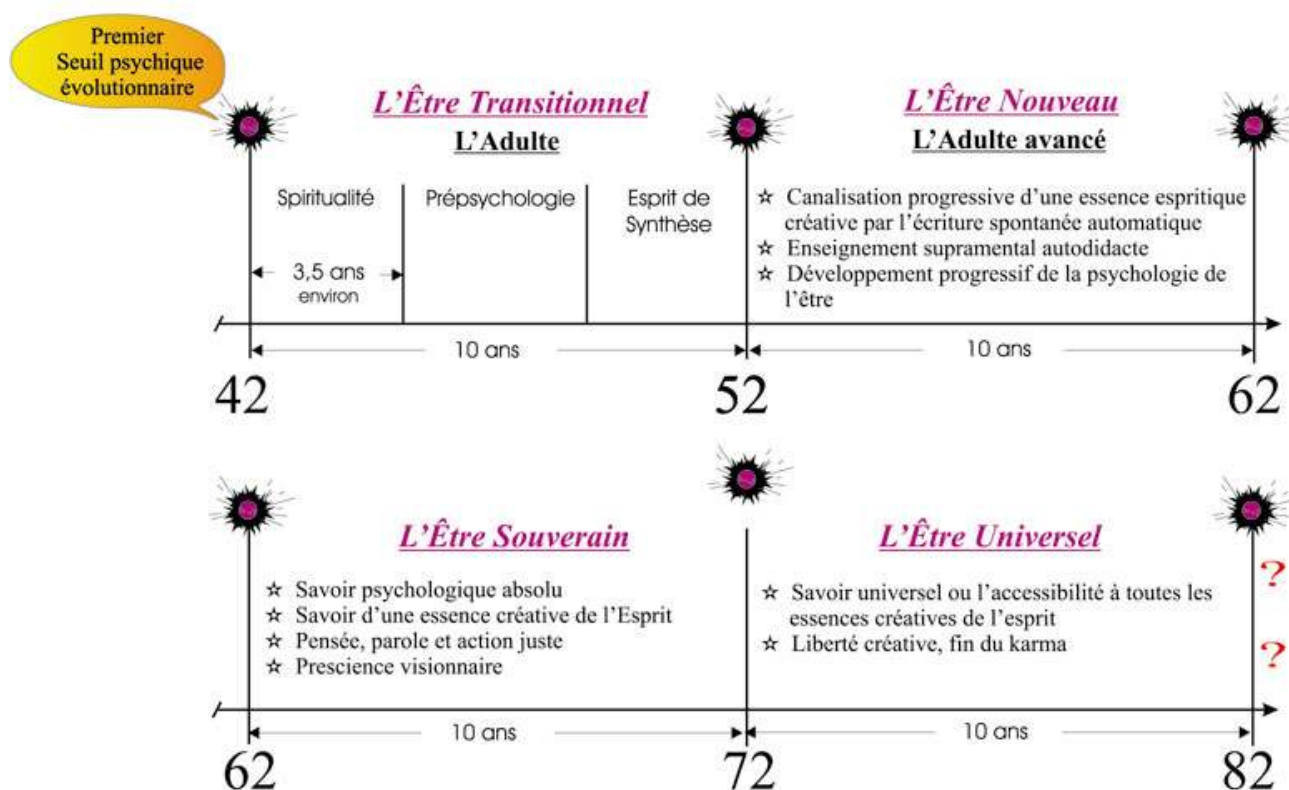 Premier
Seuil psychique
évolutionnaire
L’Être Transitionnel
L’Adulte
Spiritualité
Prépsychologie
Esprit de
Synthèse
3,5 ans
environ
L’Être Nouveau
L’Adulte avancé
☆ Canalisation progressive d’une essence espritique
créative par l’écriture spontanée automatique
☆ Enseignement supramental autodidacte
☆ Développement progressif de la psychologie de
l’être
10 ans
10 ans
42
52
62
L’Être Souverain
☆ Savoir psychologique absolu
☆ Savoir d’une essence créative de l’Esprit
☆ Pensée, parole et action juste
☆ Prescience visionnaire
L’Être Universel
☆ Savoir universel ou l’accessibilité à toutes les
essences créatives de l’esprit
☆ Liberté créative, fin du karma
?
?
10 ans
10 ans
62
72
82